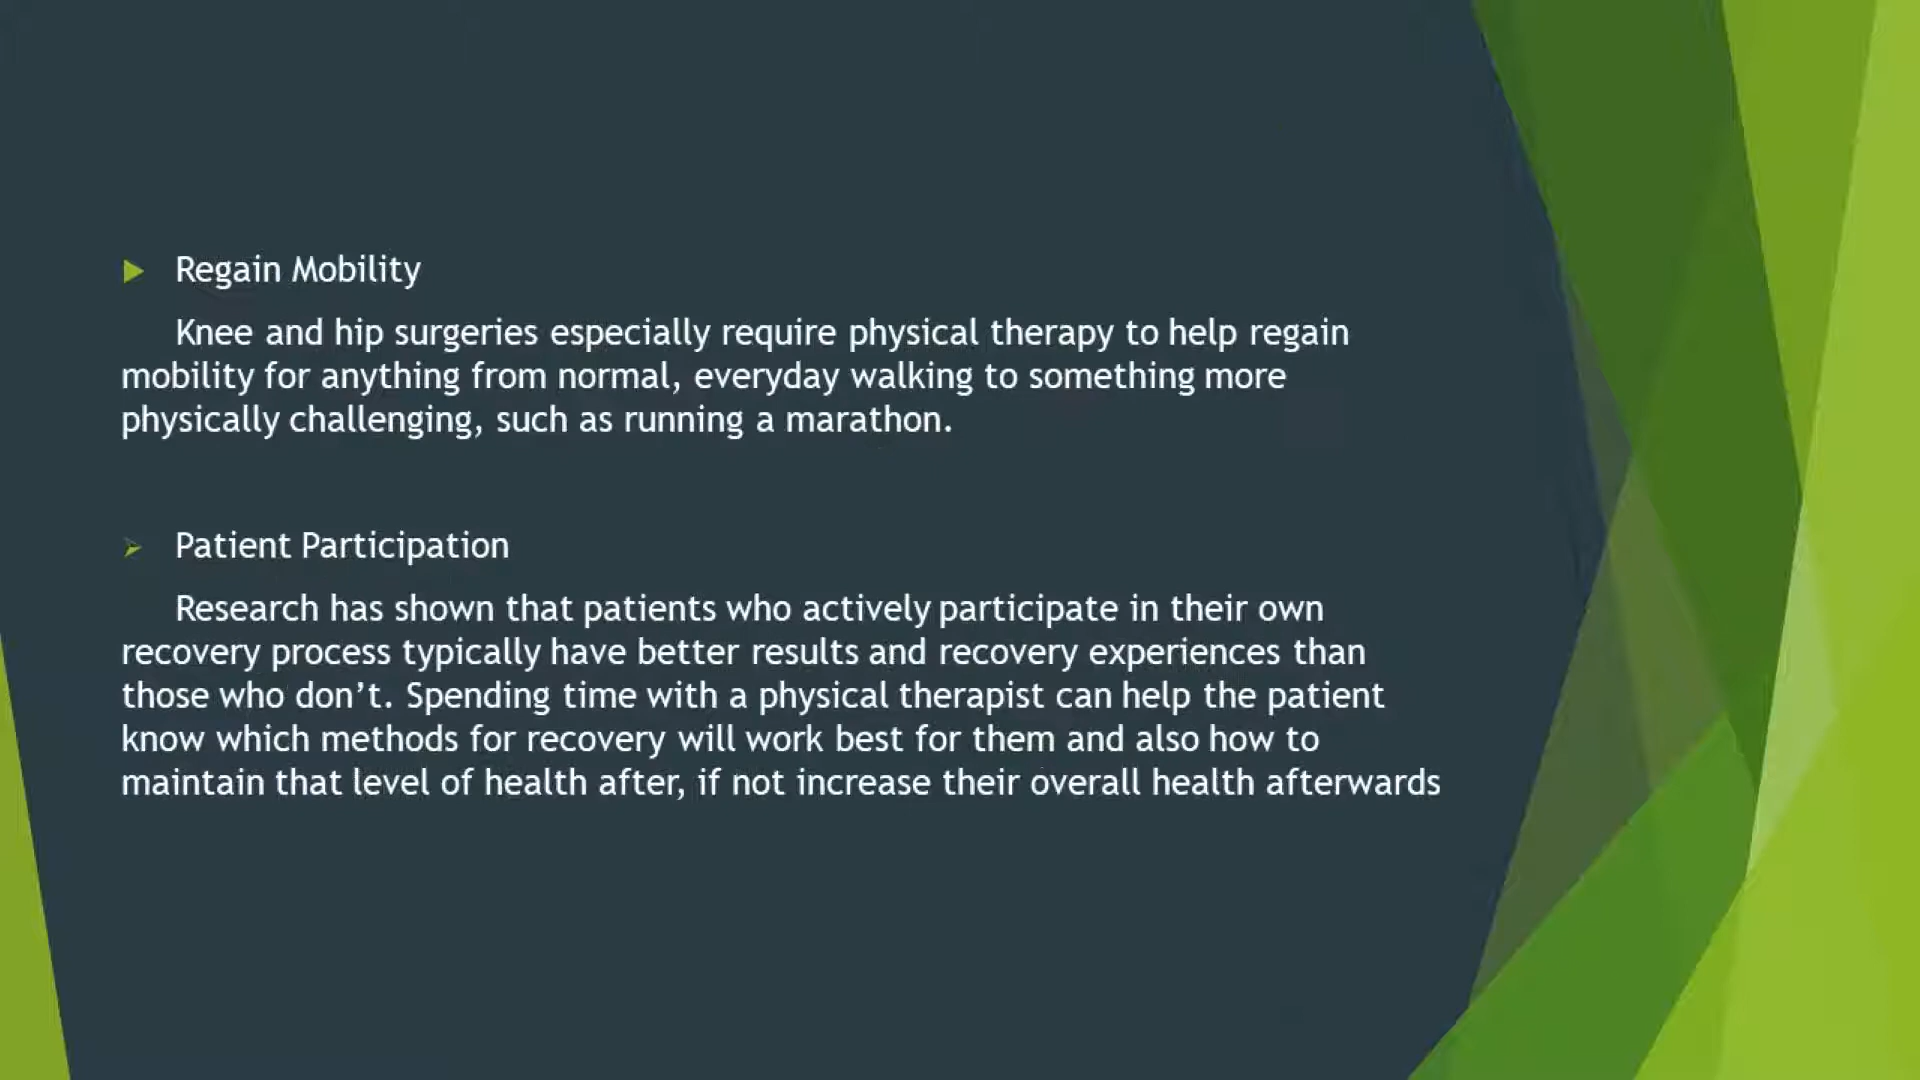 Regain Mobility
Knee and hip surgeries especially require physical therapy to help regain
mobility for anything from normal, everyday walking to something more
physically challenging, such as running a marathon.
Patient Participation
Research has shown that patients who actively participate in their own
recovery process typically have better results and recovery experiences than
those who don’t. Spending time with a physical therapist can help the patient
know which methods for recovery will work best for them and also how to
maintain that level of health after, if not increase their overall health afterwards